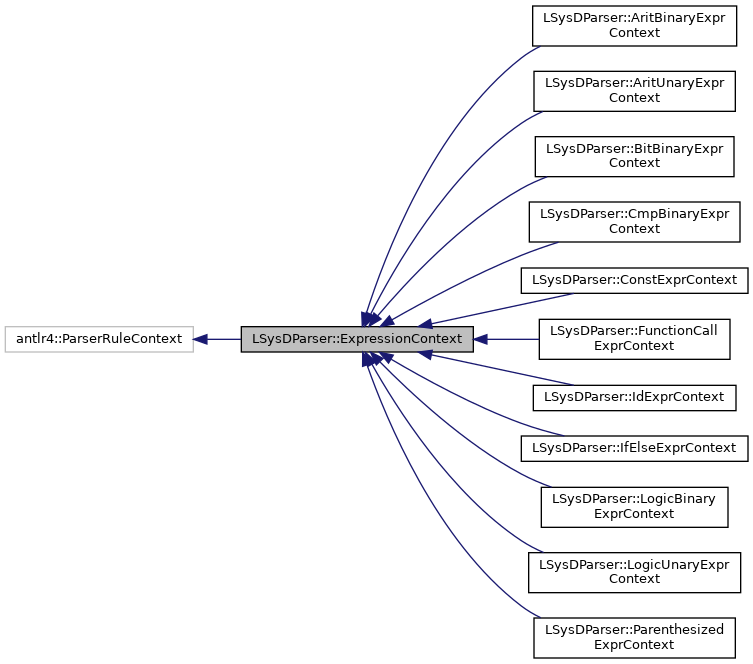 LSysDParser::AritBinaryExpr
Context
LSysDParser::AritUnaryExpr
Context
LSysDParser::BitBinaryExpr
Context
LSysDParser::CmpBinaryExpr
Context
LSysDParser::ConstExprContext
antlr4::ParserRuleContext
LSysDParser::ExpressionContext
LSysDParser::FunctionCall
ExprContext
LSysDParser::IdExprContext
LSysDParser::IfElseExprContext
LSysDParser::LogicBinary
ExprContext
LSysDParser::LogicUnaryExpr
Context
LSysDParser::Parenthesized
ExprContext